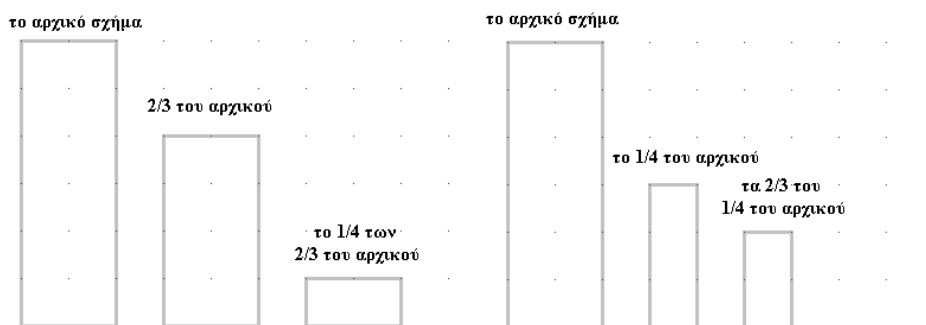 το αρχικό σχήμα
2/3 του αρχικού
το 1/4 των
2/3 του αρχικού
το αρχικό σχήμα
το 1/4 του αρχικού
τα 2/3 του
1/4 του αρχικού